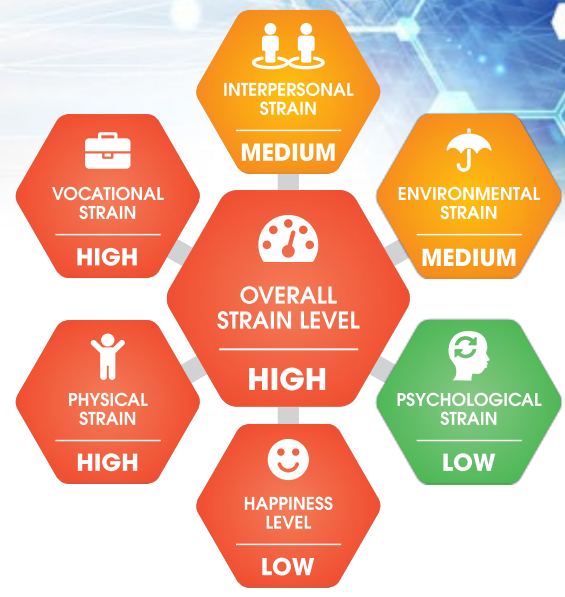 INTERPERSONAL
STRAIN
MEDIUM
VOCATIONAL
STRAIN
HIGH
ENVIRONMENTAL
STRAIN
MEDIUM
OVERALL
STRAIN LEVEL
HIGH
PHYSICAL
STRAIN
HIGH
PSYCHOLOGICAL
STRAIN
LOW
HAPPINESS
LEVEL
LOW